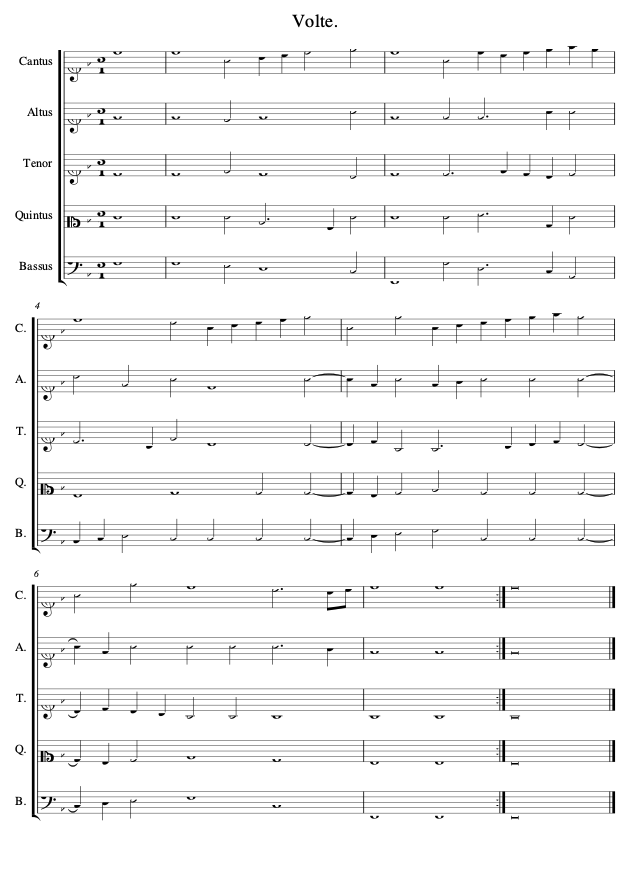 Volte.
Cantus
Altus
Tenor
Quintus
Bassus
4
C.
A.
T.
Q.
B.
6
C.
A.
T.
Q.
B.